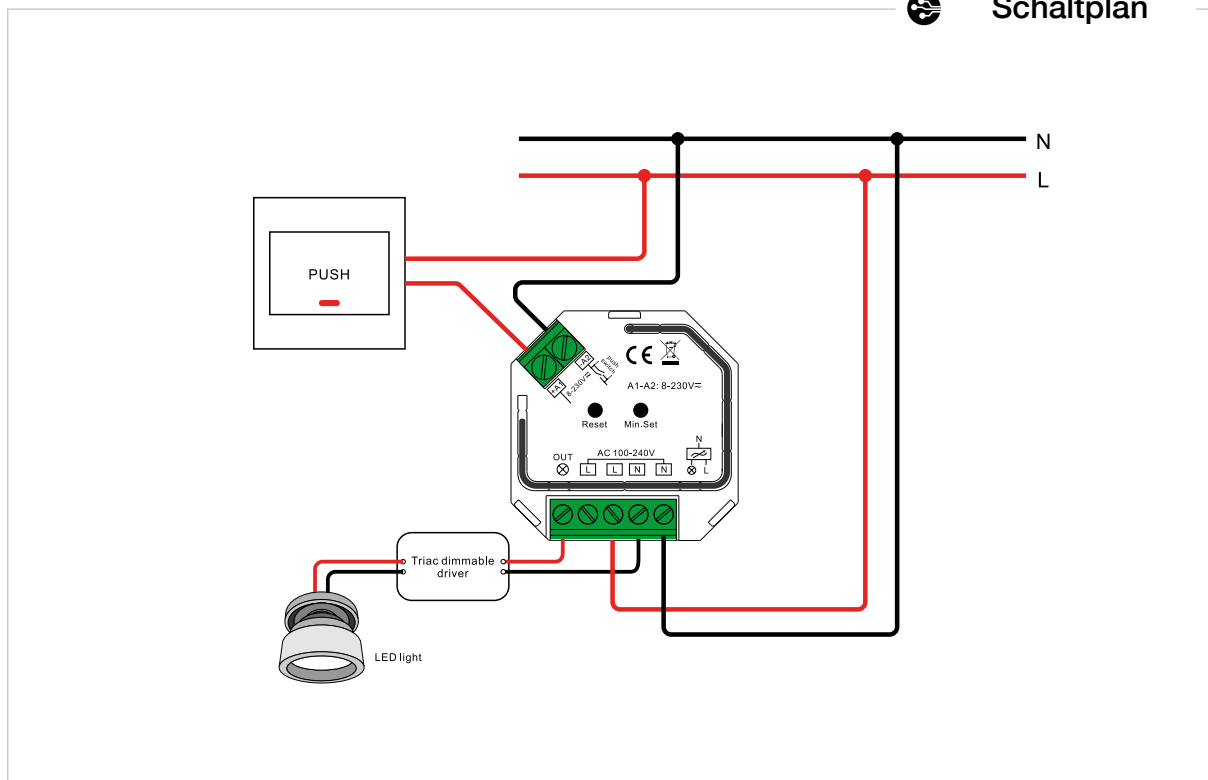 Schaltplan
N
L
PUSH
A2
push
switch
+A1
8-230V
A1-A2: 8-230V
Reset
Min.Set
N
AC 100-240V
OUT
L
L
N
N
L
Triac dimmable
driver
LED light